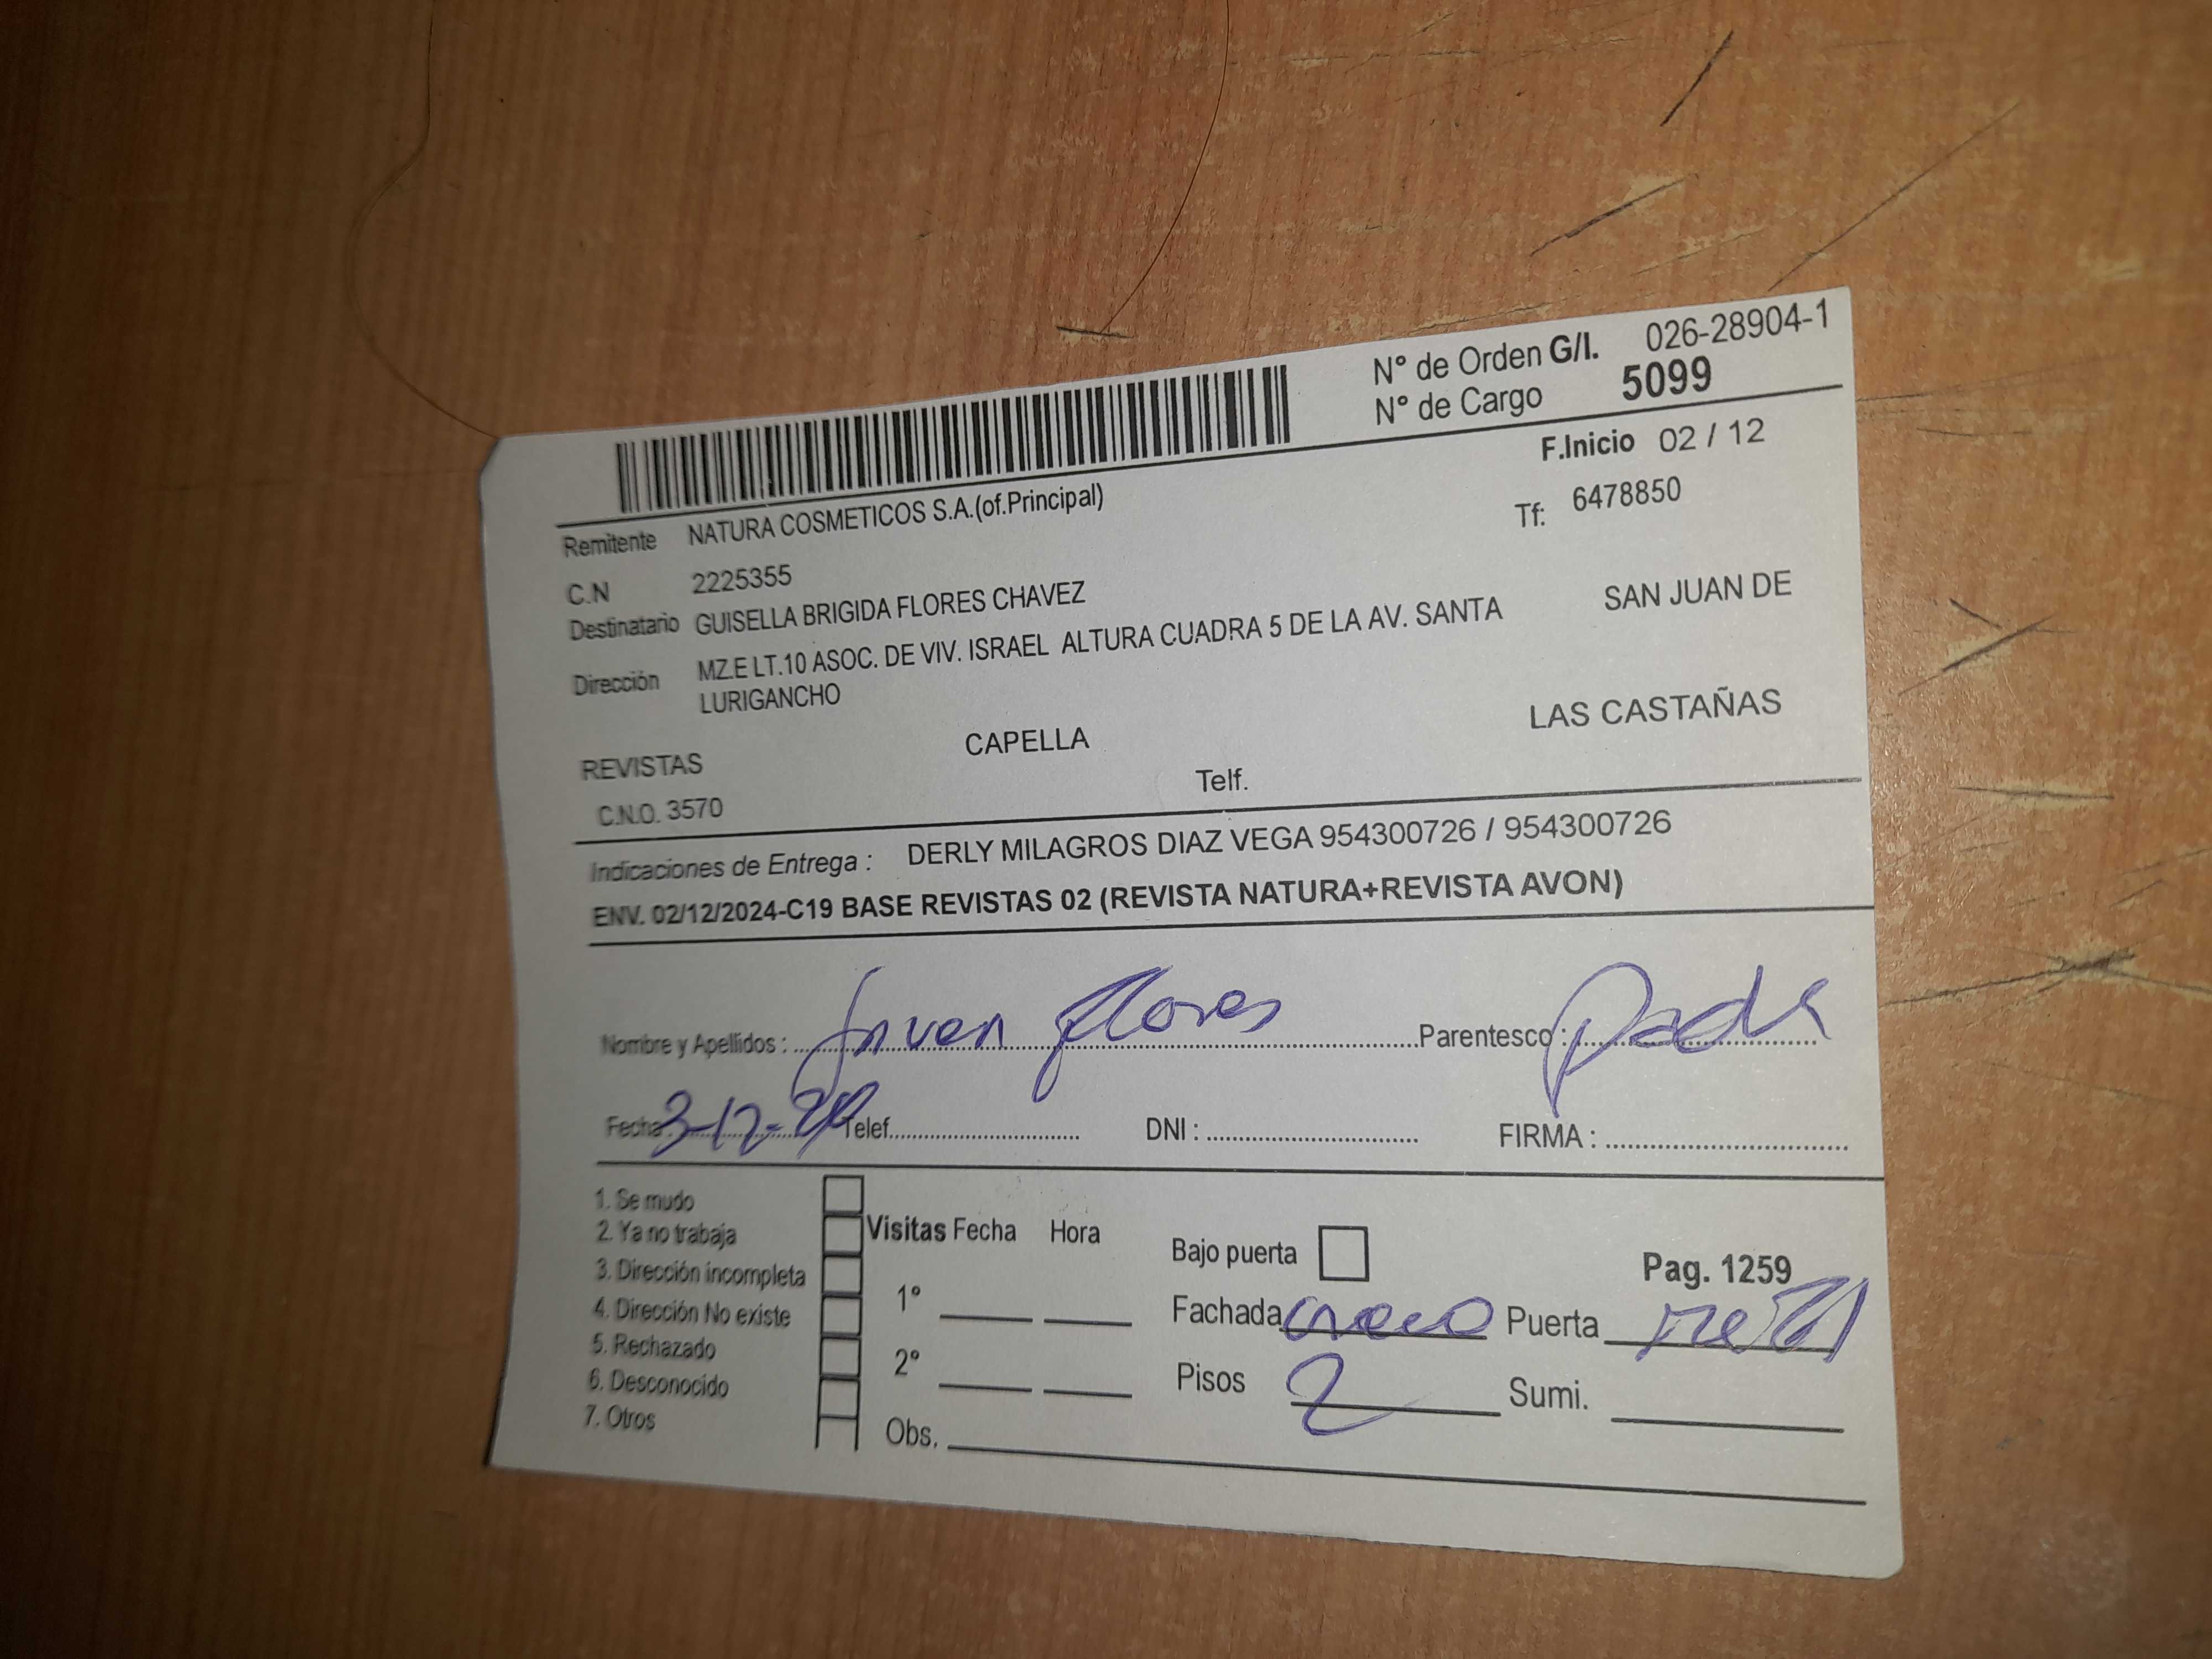 N° de Orden G/I. 026-28904-1
N° de Cargo 5099
F.Inicio 02 / 12
Remitente NATURA COSMETICOS S.A.(of.Principal) Tf: 6478850
C.N 2225355
Destinatario GUISELLA BRIGIDA FLORES CHAVEZ
Dirección MZ.E LT.10 ASOC. DE VIV. ISRAEL ALTURA CUADRA 5 DE LA AV. SANTA SAN JUAN DE
LURIGANCHO
REVISTAS CAPELLA LAS CASTAÑAS
C.N.O. 3570 Telf.
Indicaciones de Entrega : DERLY MILAGROS DIAZ VEGA 954300726 / 954300726
ENV. 02/12/2024-C19 BASE REVISTAS 02 (REVISTA NATURA+REVISTA AVON)
Nombre y Apellidos : flores Parentesco :
Fecha : 3-12-24 Telef. DNI : FIRMA :
1. Se mudo
2. Ya no trabaja Visitas Fecha Hora Bajo puerta
3. Dirección incompleta Pag. 1259
4. Dirección No existe 1° Fachada Puerta
5. Rechazado
6. Desconocido 2° Pisos 2 Sumi.
7. Otros Obs.